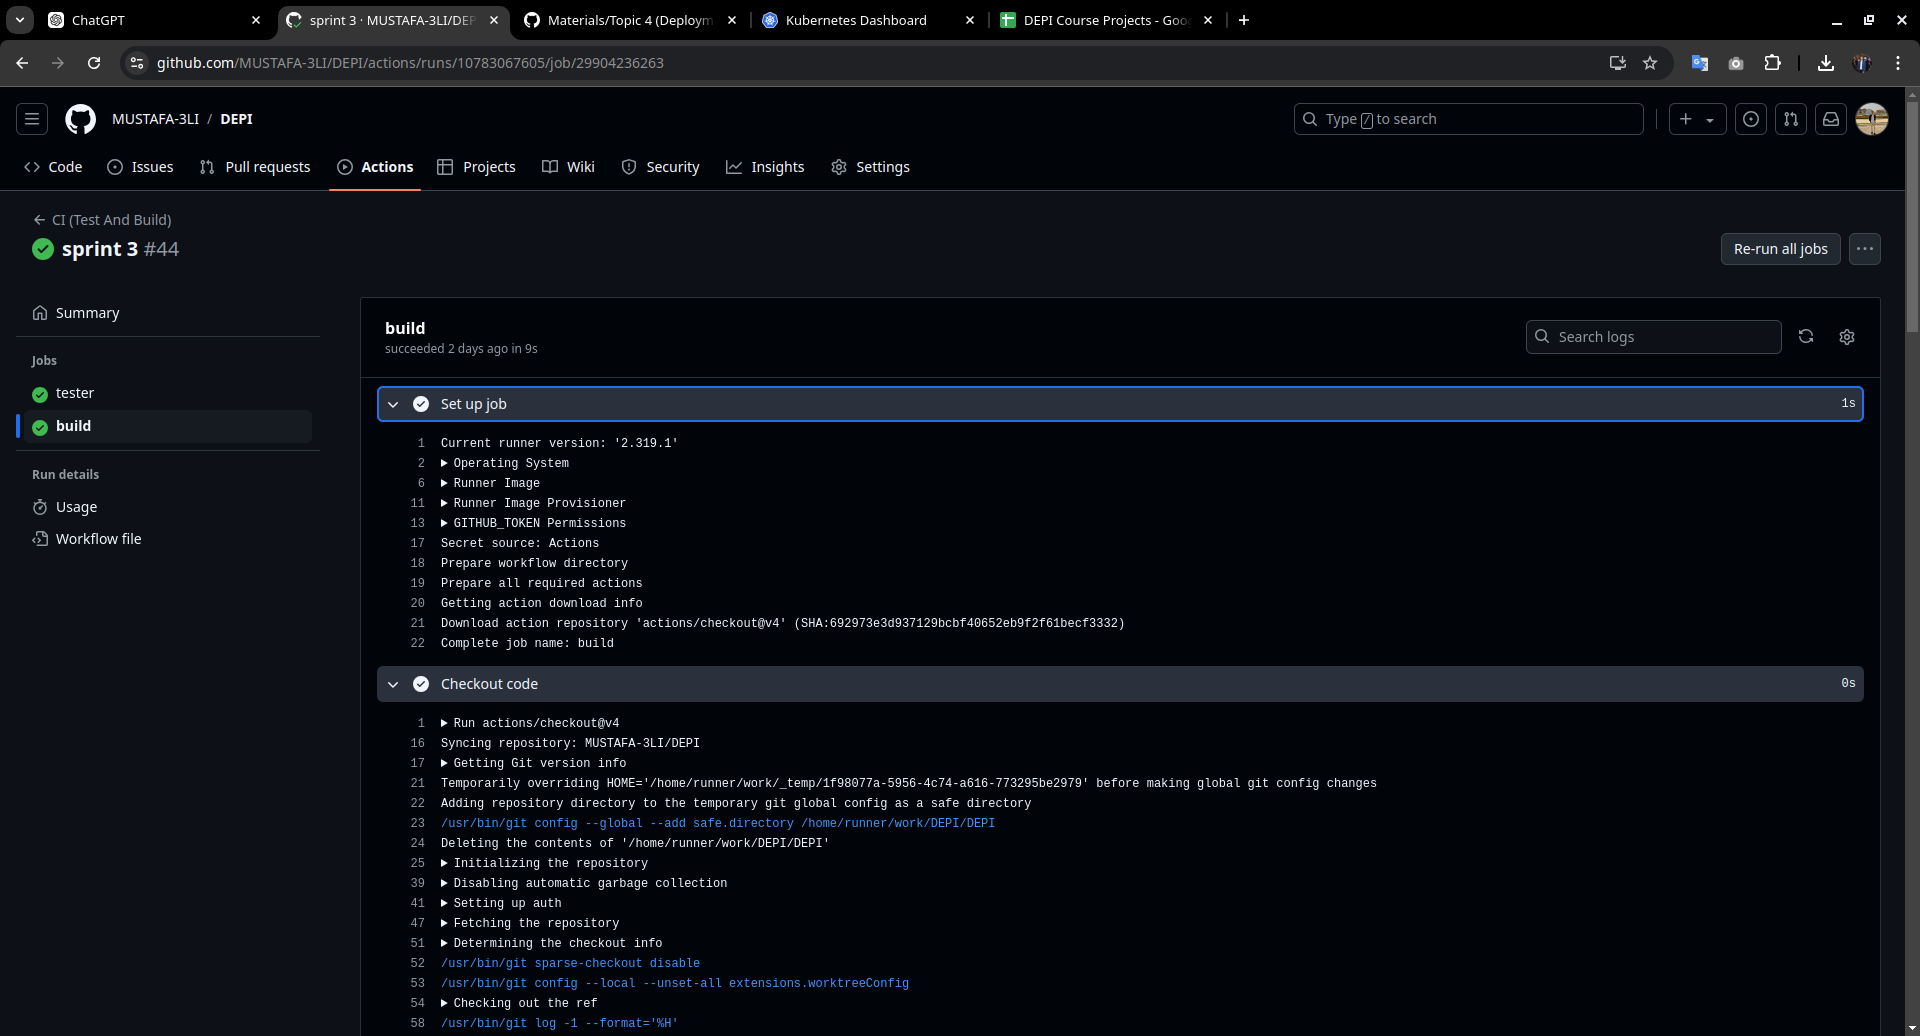 ChatGPT
sprint 3 · MUSTAFA-3LI/DEP
Materials/Topic 4 (Deploym
Kubernetes Dashboard
DEPI Course Projects - Goo
github.com/MUSTAFA-3LI/DEPI/actions/runs/10783067605/job/29904236263
MUSTAFA-3LI / DEPI
Type / to search
Code
Issues
Pull requests
Actions
Projects
Wiki
Security
Insights
Settings
CI (Test And Build)
sprint 3 #44
Re-run all jobs
Summary
Jobs
tester
build
Run details
Usage
Workflow file
build
succeeded 2 days ago in 9s
Search logs
Set up job 1s
1 Current runner version: '2.319.1'
2 Operating System
6 Runner Image
11 Runner Image Provisioner
13 GITHUB_TOKEN Permissions
17 Secret source: Actions
18 Prepare workflow directory
19 Prepare all required actions
20 Getting action download info
21 Download action repository 'actions/checkout@v4' (SHA:692973e3d937129bcbf40652eb9f2f61becf3332)
22 Complete job name: build
Checkout code 0s
1 Run actions/checkout@v4
16 Syncing repository: MUSTAFA-3LI/DEPI
17 Getting Git version info
21 Temporarily overriding HOME='/home/runner/work/_temp/1f98077a-5956-4c74-a616-773295be2979' before making global git config changes
22 Adding repository directory to the temporary git global config as a safe directory
23 /usr/bin/git config --global --add safe.directory /home/runner/work/DEPI/DEPI
24 Deleting the contents of '/home/runner/work/DEPI/DEPI'
25 Initializing the repository
39 Disabling automatic garbage collection
41 Setting up auth
47 Fetching the repository
51 Determining the checkout info
52 /usr/bin/git sparse-checkout disable
53 /usr/bin/git config --local --unset-all extensions.worktreeConfig
54 Checking out the ref
58 /usr/bin/git log -1 --format='%H'